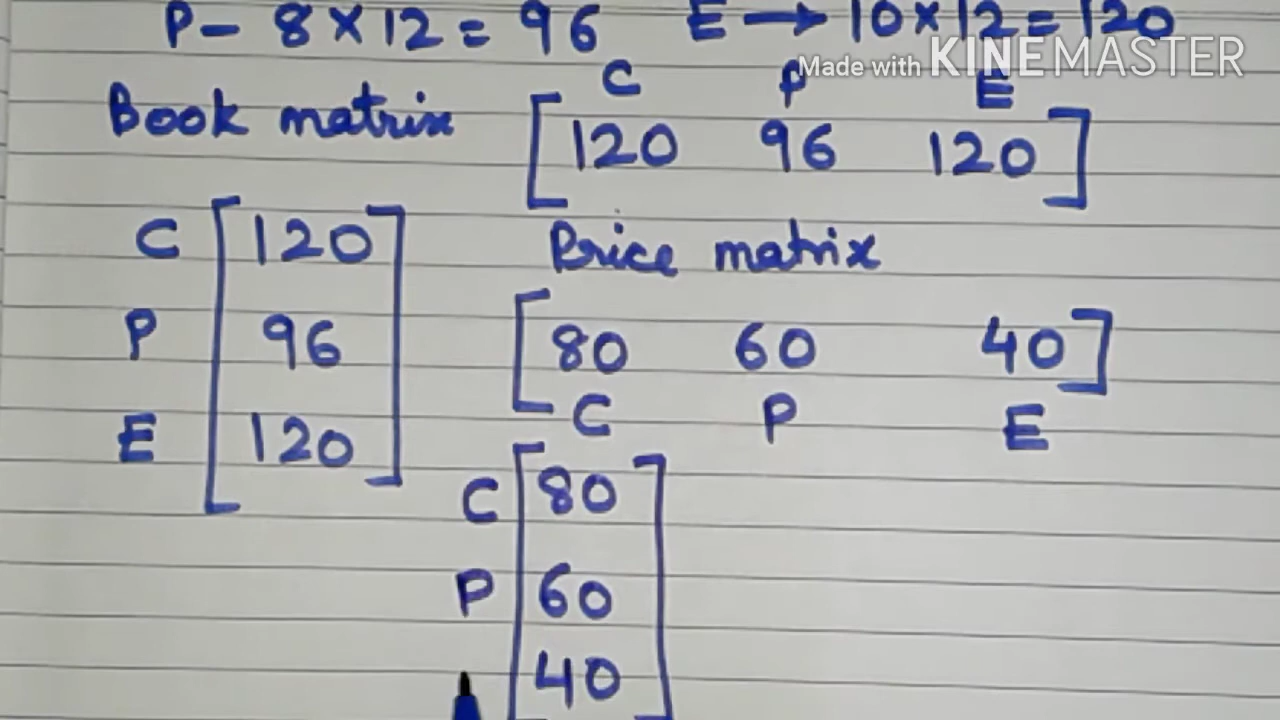 P - 8 × 12 = 96 E → 10 × 12 = 120
Made with KINEMASTER
C P E
Book matrix [120 96 120]
C [120]
P [96]
E [120]
Price matrix
[80 60 40]
C P E
C [80]
P [60]
[40]